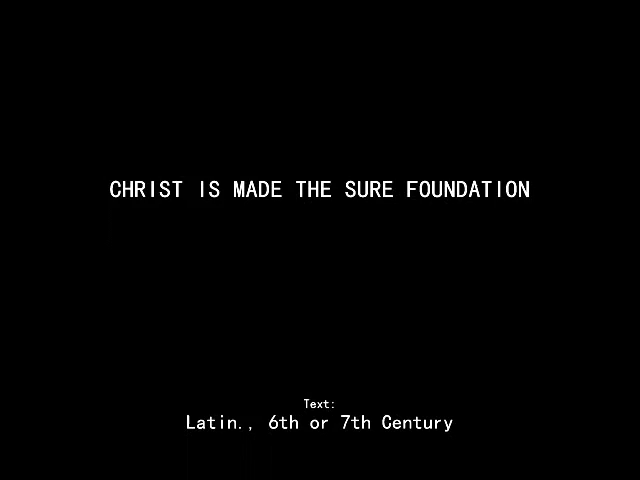 CHRIST IS MADE THE SURE FOUNDATION
Text:
Latin., 6th or 7th Century